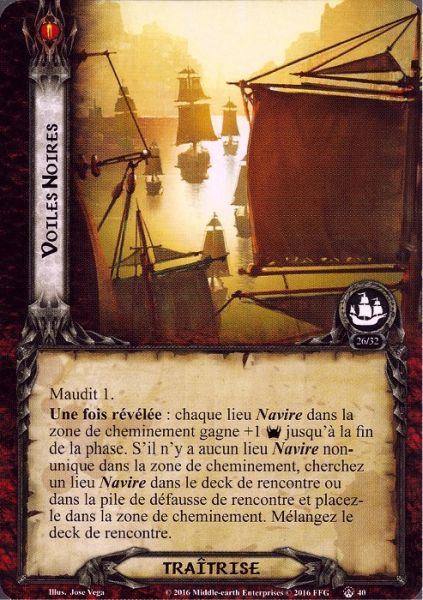 VOILES NOIRES
26/32
Maudit 1.
Une fois révélée : chaque lieu Navire dans la
zone de cheminement gagne +1 jusqu'à la fin
de la phase. S'il n'y a aucun lieu Navire non-
unique dans la zone de cheminement, cherchez
un lieu Navire dans le deck de rencontre ou
dans la pile de défausse de rencontre et placez-
le dans la zone de cheminement. Mélangez le
deck de rencontre.
TRAÎTRISE
Illus. Jose Vega © 2016 Middle-earth Enterprises © 2016 FFG 40